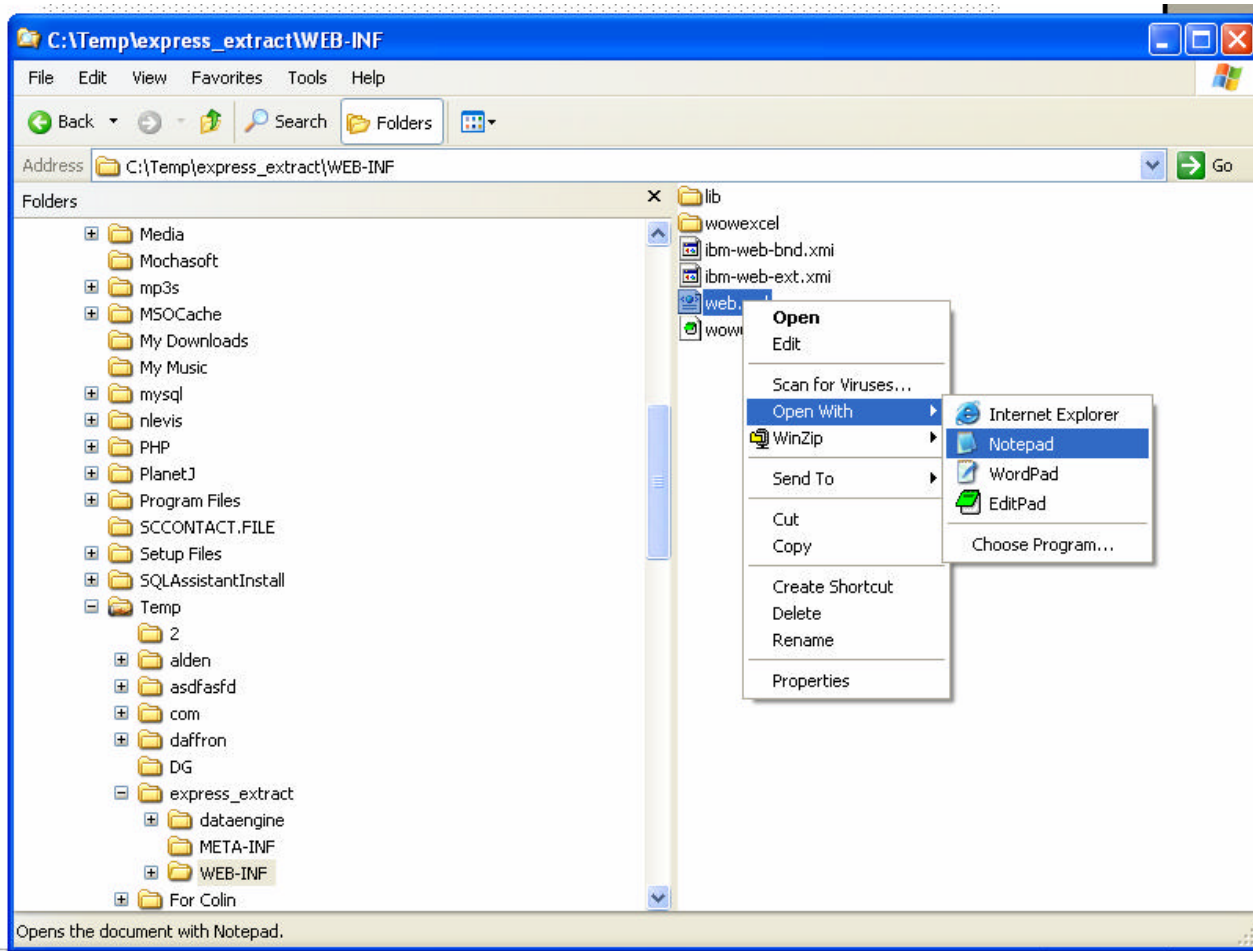 C:\Temp\express_extract\WEB-INF
File Edit View Favorites Tools Help
Back Search Folders
Address C:\Temp\express_extract\WEB-INF Go
Folders
Media
Mochasoft
mp3s
MSOCache
My Downloads
My Music
mysql
nlevis
PHP
PlanetJ
Program Files
SCCONTACT.FILE
Setup Files
SQLAssistantInstall
Temp
2
alden
asdfasfd
com
daffron
DG
express_extract
dataengine
META-INF
WEB-INF
For Colin
lib
wowexcel
ibm-web-bnd.xmi
ibm-web-ext.xmi
web.
Open
Edit
Scan for Viruses...
Open With
WinZip
Send To
Cut
Copy
Create Shortcut
Delete
Rename
Properties
Internet Explorer
Notepad
WordPad
EditPad
Choose Program...
Opens the document with Notepad.